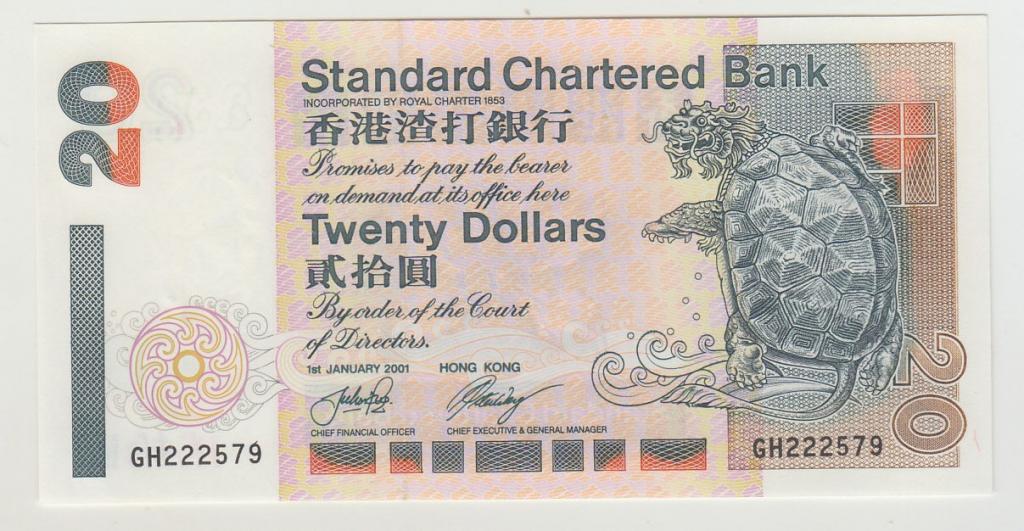 20
Standard Chartered Bank
INCORPORATED BY ROYAL CHARTER 1853
香港渣打銀行
Promises to pay the bearer
on demand at its office here
Twenty Dollars
貳拾圓
By order of the Court
of Directors.
1st JANUARY 2001 HONG KONG
CHIEF FINANCIAL OFFICER CHIEF EXECUTIVE & GENERAL MANAGER
GH222579
GH222579
20